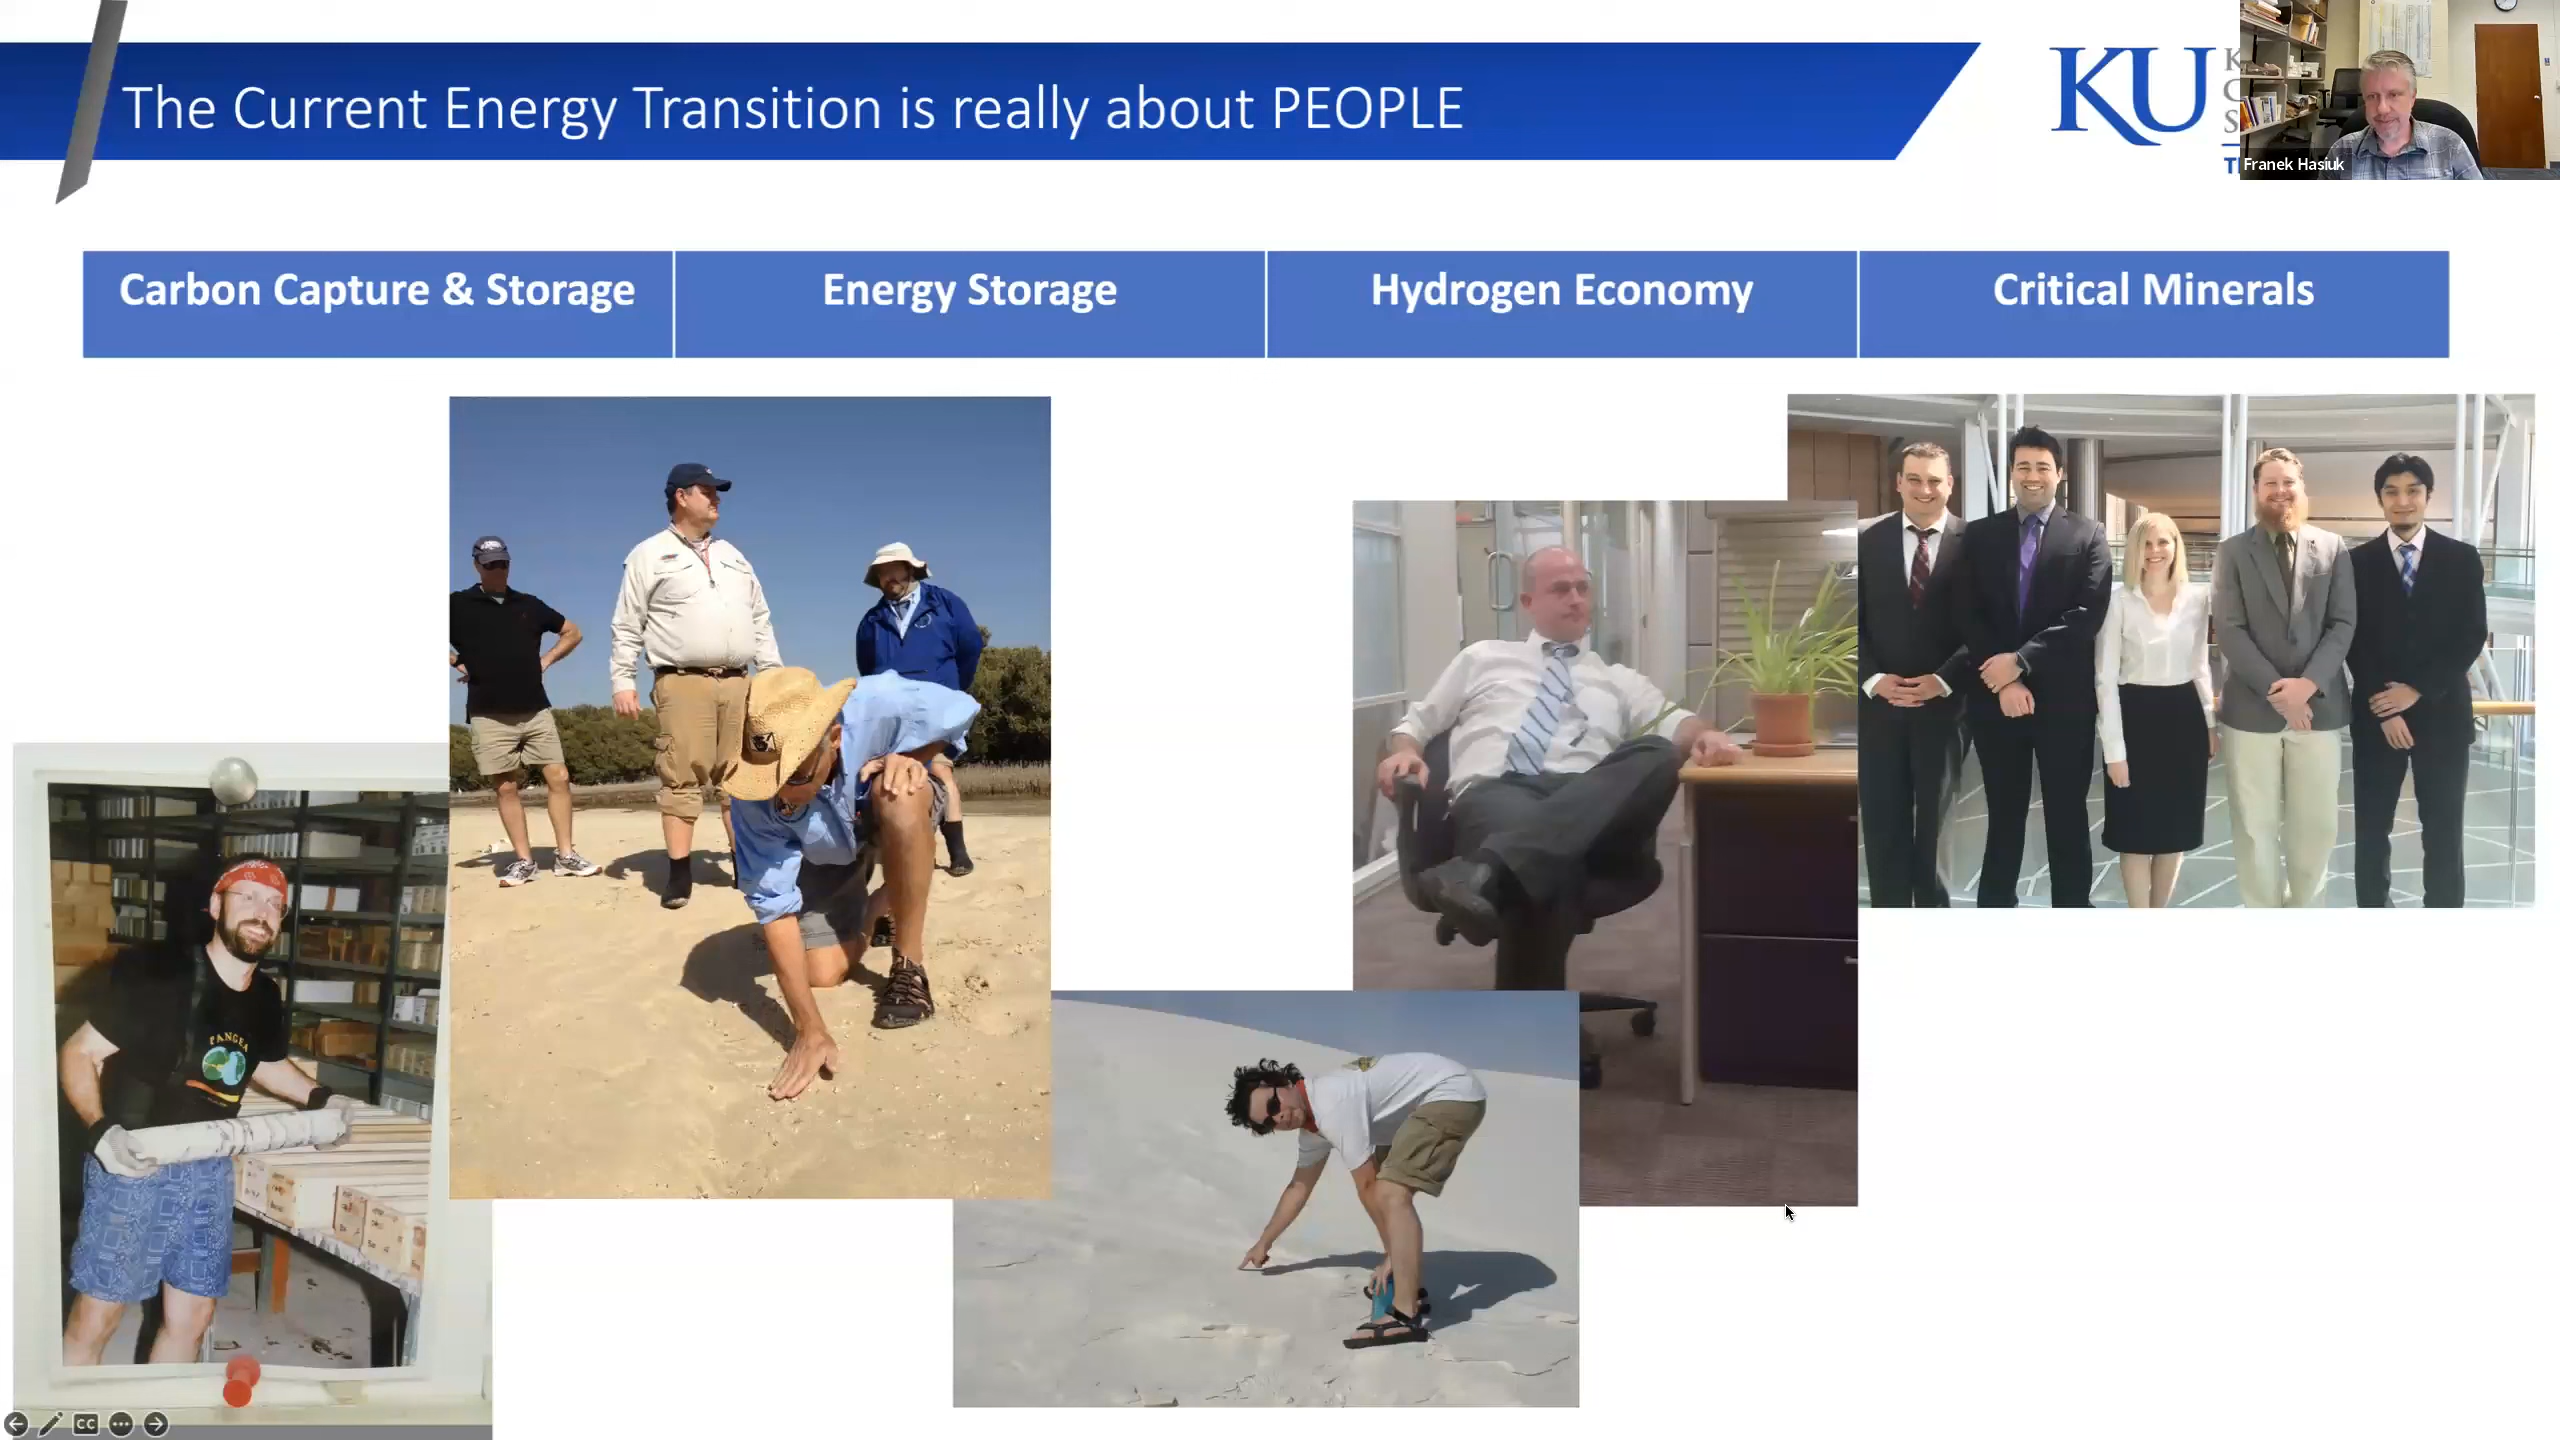 The Current Energy Transition is really about PEOPLE
KU
Franek Hasiuk
Carbon Capture & Storage
Energy Storage
Hydrogen Economy
Critical Minerals
PANGEA
CC